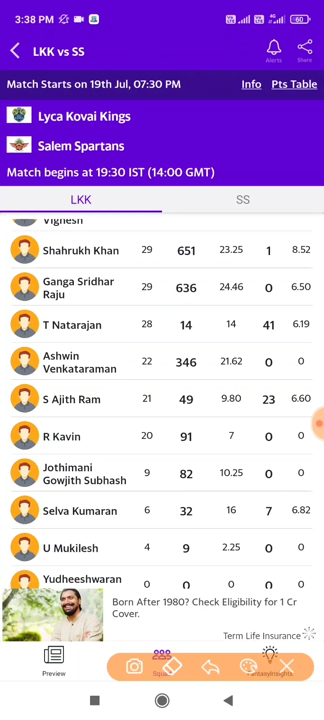 3:38 PM
60
LKK vs SS
Alerts
Share
Match Starts on 19th Jul, 07:30 PM Info Pts Table
Lyca Kovai Kings
Salem Spartans
Match begins at 19:30 IST (14:00 GMT)
LKK SS
Vignesh
Shahrukh Khan 29 651 23.25 1 8.52
Ganga Sridhar
Raju 29 636 24.46 0 6.50
T Natarajan 28 14 14 41 6.19
Ashwin
Venkataraman 22 346 21.62 0 0
S Ajith Ram 21 49 9.80 23 6.60
R Kavin 20 91 7 0 0
Jothimani
Gowjith Subhash 9 82 10.25 0 0
Selva Kumaran 6 32 16 7 6.82
U Mukilesh 4 9 2.25 0 0
Yudheeshwaran 0 0 0 0 0
Born After 1980? Check Eligibility for 1 Cr
Cover.
Term Life Insurance
Preview